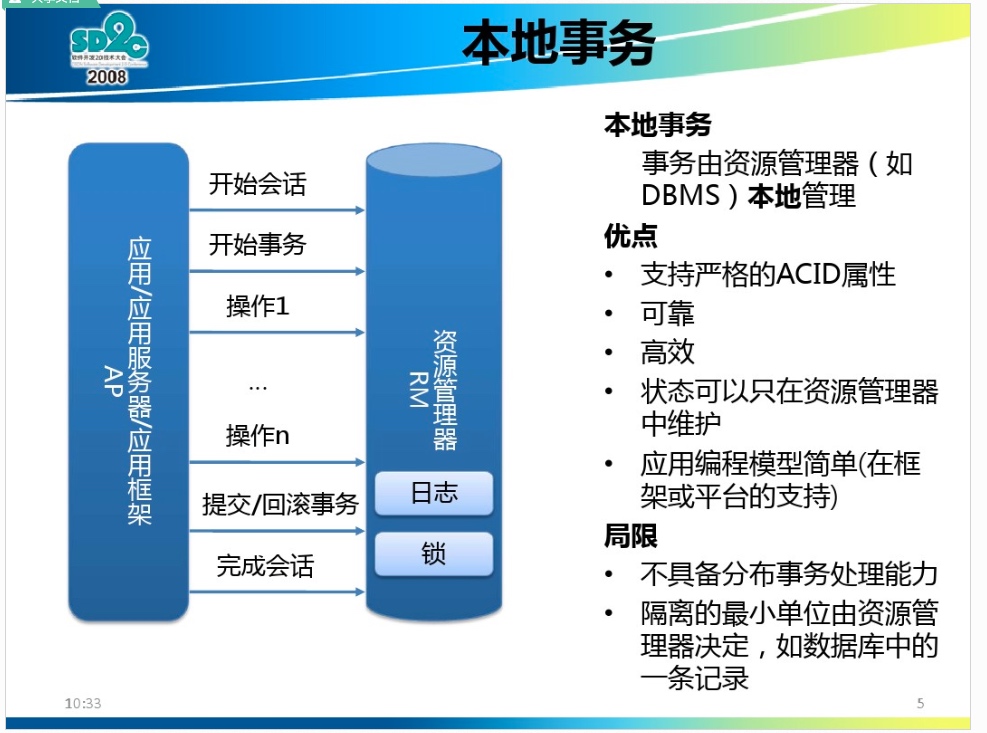 SD2C
2008
本地事务
应用/应用服务器/应用框架
AP
开始会话
开始事务
操作1
...
操作n
提交/回滚事务
完成会话
资源管理器
RM
日志
锁
本地事务
事务由资源管理器（如
DBMS）本地管理
优点
• 支持严格的ACID属性
• 可靠
• 高效
• 状态可以只在资源管理器
中维护
• 应用编程模型简单(在框
架或平台的支持)
局限
• 不具备分布事务处理能力
• 隔离的最小单位由资源管
理器决定，如数据库中的
一条记录
10:33
5